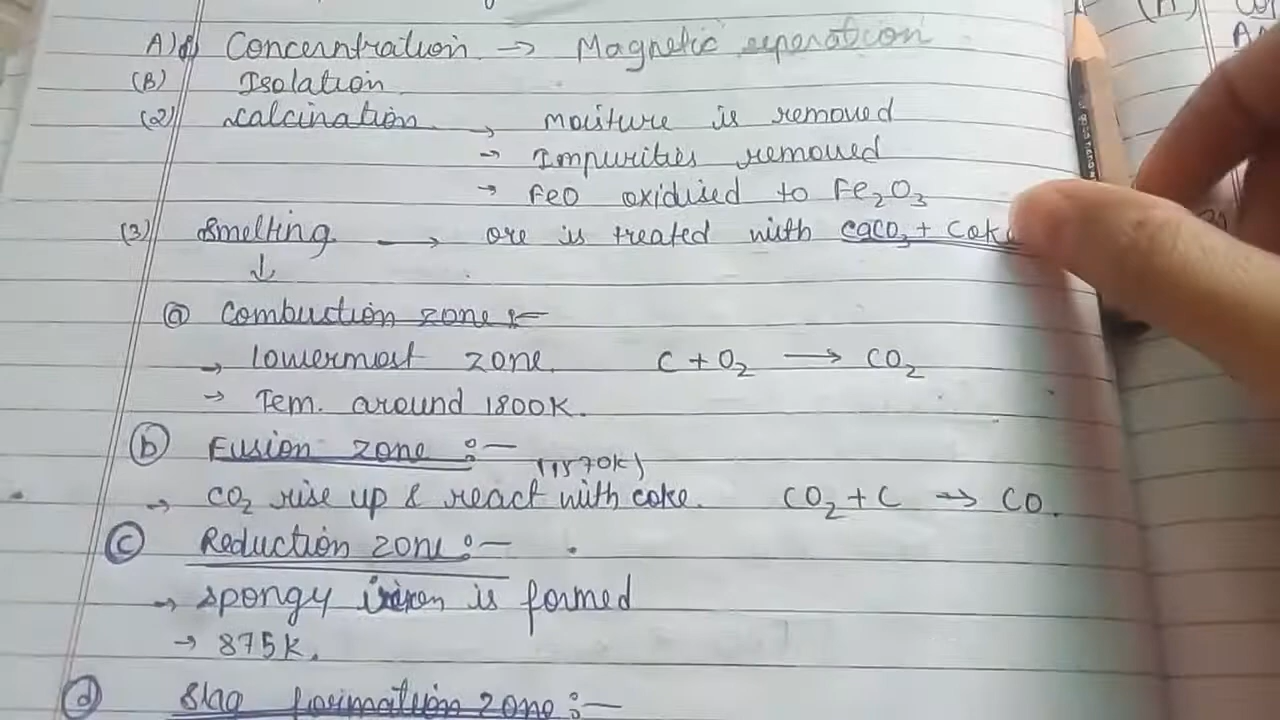 A) Concentration → Magnetic seperation
(B) Isolation
(2) calcination → moisture is removed
→ Impurities removed
→ FeO oxidised to Fe₂O₃
(3) Smelting → ore is treated with CaCO₃ + Coke
↓
ⓐ Combustion zone :-
→ lowermost zone. C + O₂ → CO₂
→ Tem. around 1800K.
ⓑ Fusion zone :- (1570K)
→ CO₂ rise up & react with coke. CO₂ + C → CO.
ⓒ Reduction zone :-
→ spongy iron is formed
→ 875K.
ⓓ Slag formation zone :-